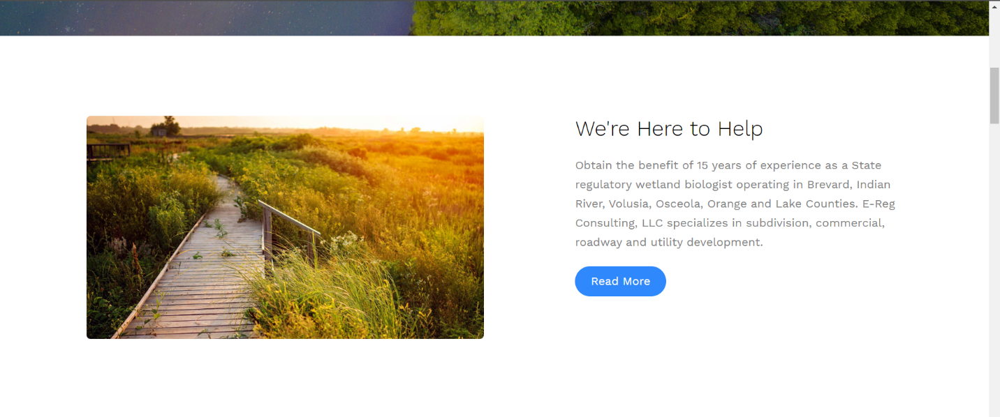 We're Here to Help
Obtain the benefit of 15 years of experience as a State
regulatory wetland biologist operating in Brevard, Indian
River, Volusia, Osceola, Orange and Lake Counties. E-Reg
Consulting, LLC specializes in subdivision, commercial,
roadway and utility development.
Read More